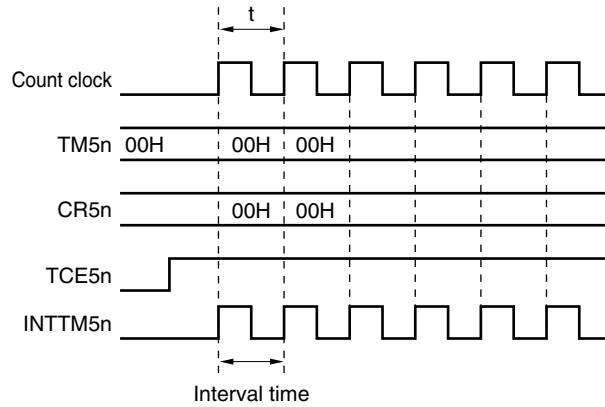 t
Count clock
TM5n 00H 00H 00H
CR5n 00H 00H
TCE5n
INTTM5n
Interval time